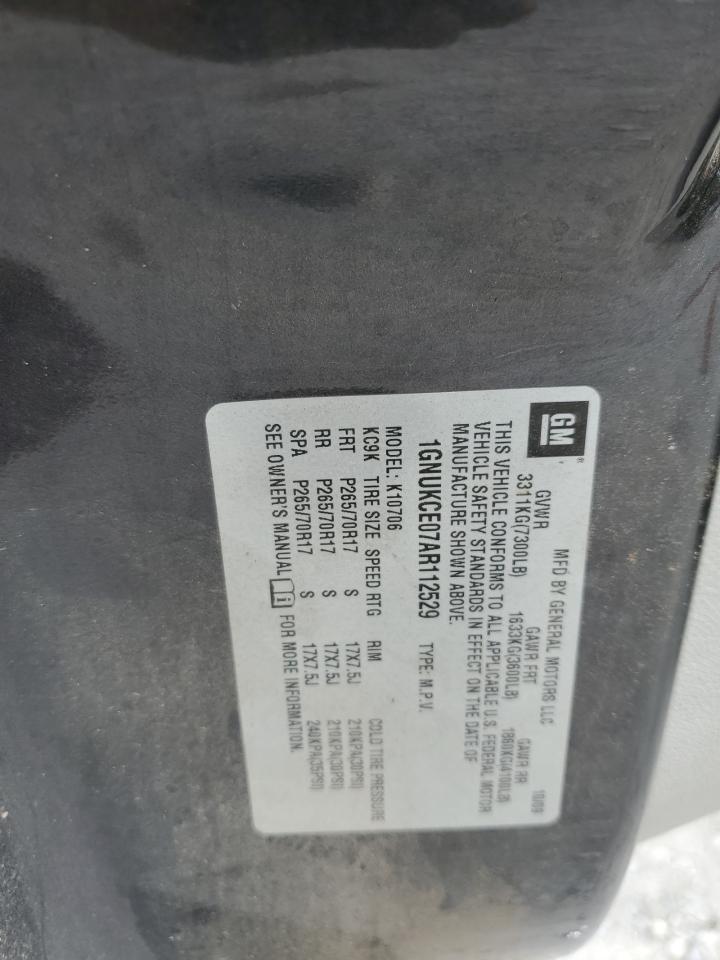 GM
MFD BY GENERAL MOTORS LLC 10/09
GVWR GAWR FRT GAWR RR
3311KG(7300LB) 1633KG(3600LB) 1860KG(4100LB)
THIS VEHICLE CONFORMS TO ALL APPLICABLE U.S. FEDERAL MOTOR
VEHICLE SAFETY STANDARDS IN EFFECT ON THE DATE OF
MANUFACTURE SHOWN ABOVE.
1GNUKCE07AR112529 TYPE: M.P.V.
MODEL: K10706
KC9K TIRE SIZE SPEED RTG RIM COLD TIRE PRESSURE
FRT P265/70R17 S 17X7.5J 210KPA(30PSI)
RR P265/70R17 S 17X7.5J 210KPA(30PSI)
SPA P265/70R17 S 17X7.5J 240KPA(35PSI)
SEE OWNER'S MANUAL FOR MORE INFORMATION.